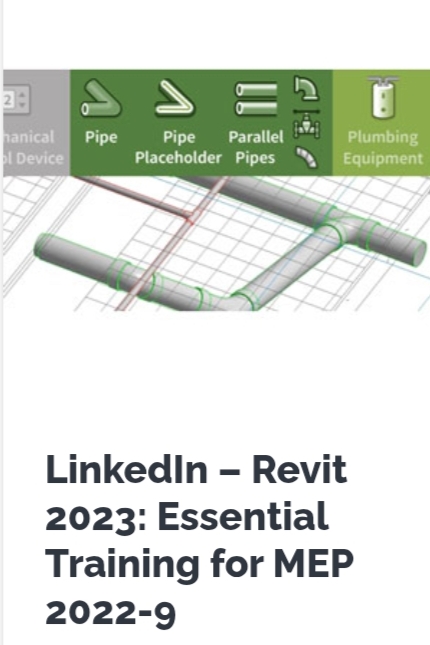 2
Pipe
Pipe
Placeholder
Parallel
Pipes
Plumbing
Equipment
hanical
ol Device
LinkedIn – Revit
2023: Essential
Training for MEP
2022-9